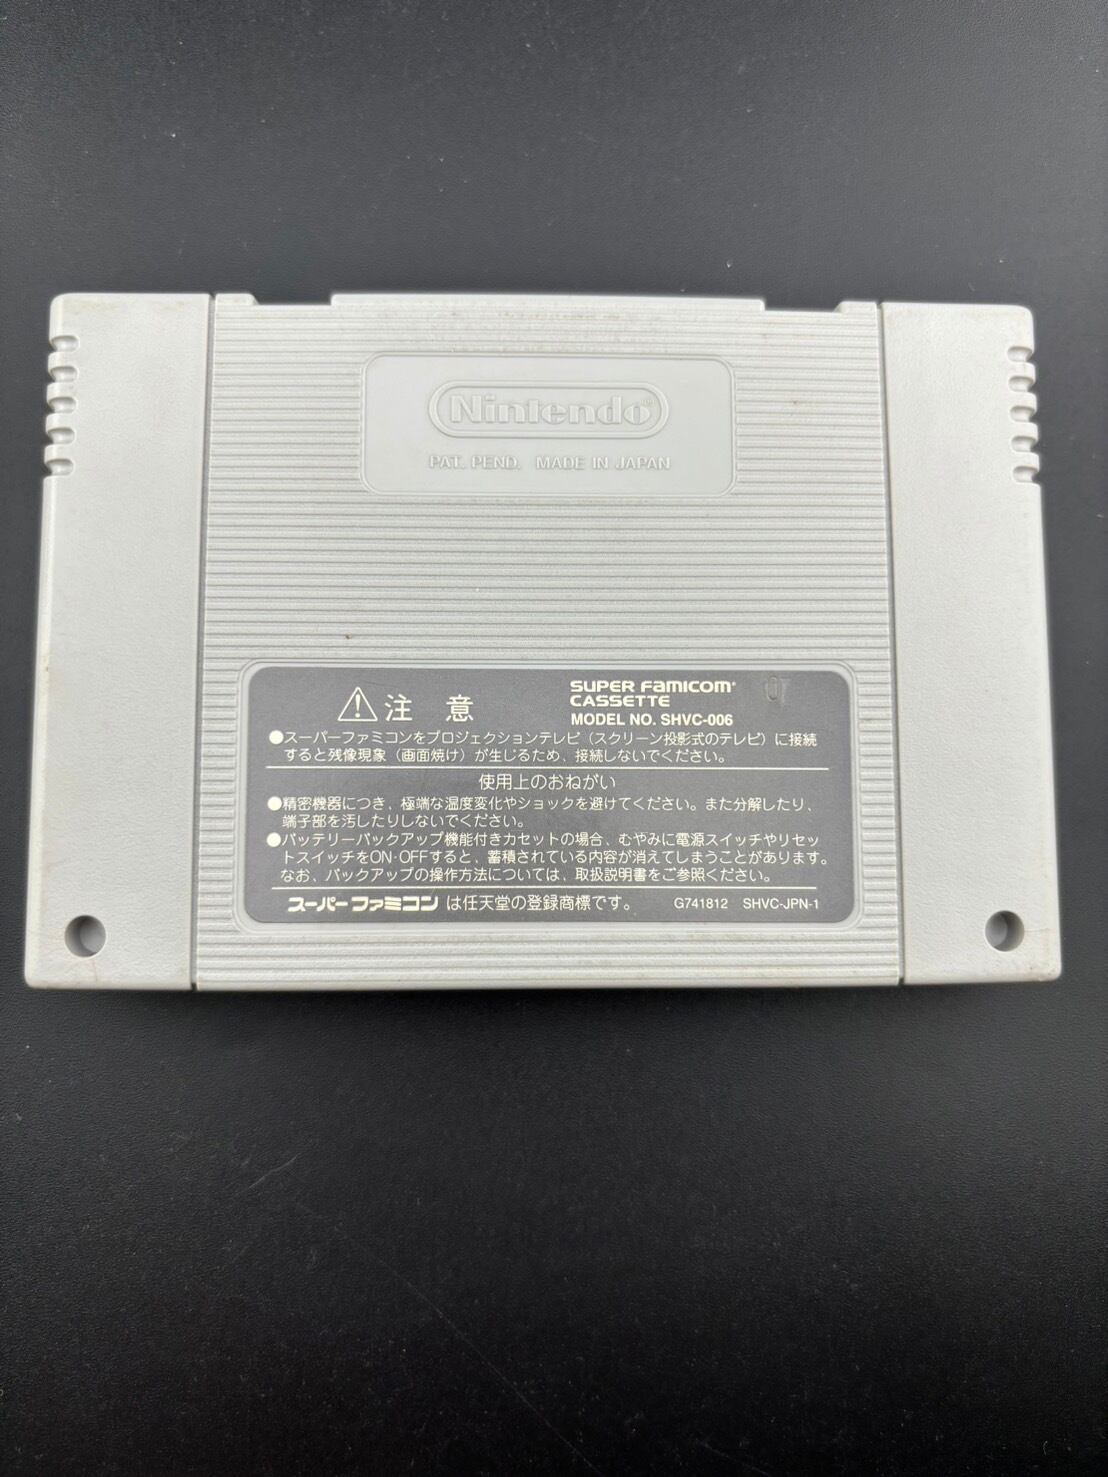 Nintendo®
PAT. PEND. MADE IN JAPAN
注意
SUPER FAMICOM®
CASSETTE
MODEL NO. SHVC-006
07
●スーパーファミコンをプロジェクションテレビ（スクリーン投影式のテレビ）に接続
すると残像現象（画面焼け）が生じるため、接続しないでください。
使用上のおねがい
●精密機器につき、極端な温度変化やショックを避けてください。また分解したり、
端子部を汚したりしないでください。
●バッテリーバックアップ機能付きカセットの場合、むやみに電源スイッチやリセッ
トスイッチをON·OFFすると、蓄積されている内容が消えてしまうことがあります。
なお、バックアップの操作方法については、取扱説明書をご参照ください。
スーパーファミコン は任天堂の登録商標です。 G741812 SHVC-JPN-1